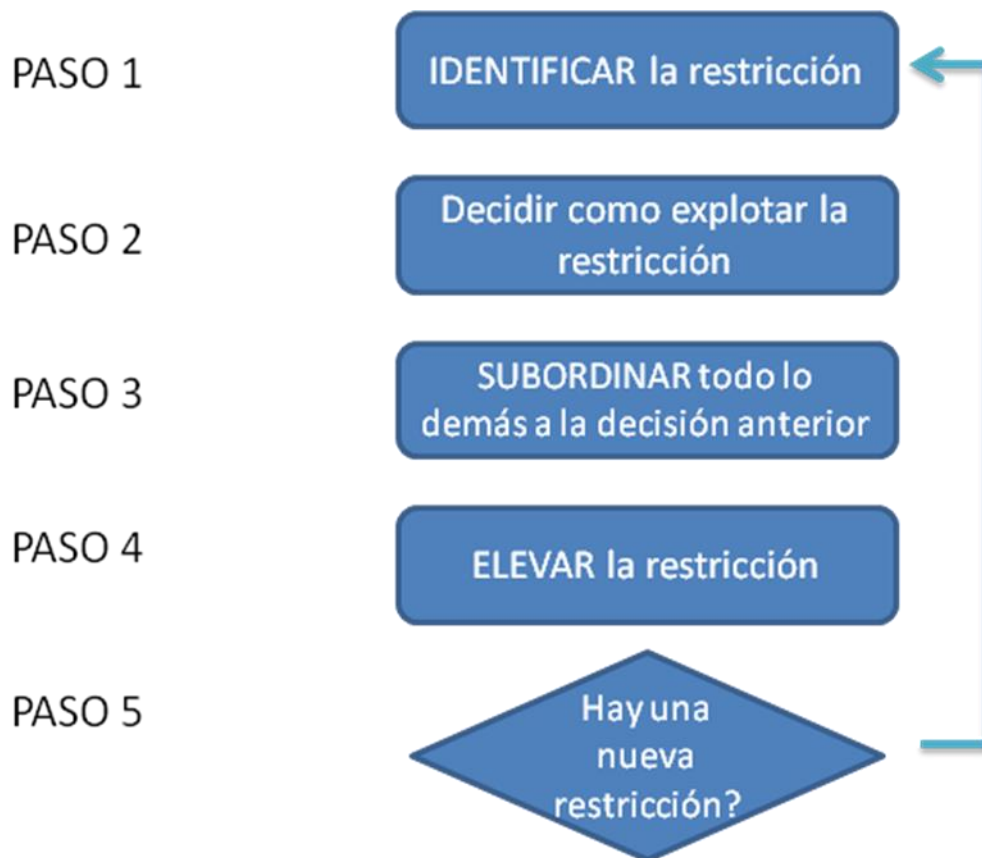 PASO 1
IDENTIFICAR la restricción
PASO 2
Decidir como explotar la
restricción
PASO 3
SUBORDINAR todo lo
demás a la decisión anterior
PASO 4
ELEVAR la restricción
PASO 5
Hay una
nueva
restricción?